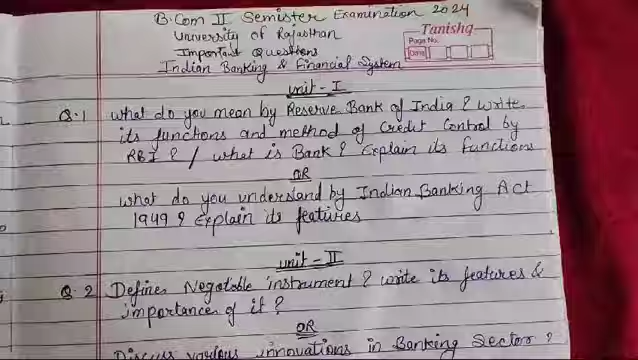 B.Com II Semister Examination 2024
University of Rajasthan
Important Questions
Indian Banking & Financial System
Tanishq
Page No.
Date
unit-I
Q.1 what do you mean by Reserve Bank of India? write
its functions and method of Credit Control by
RBI? / what is Bank? Explain its functions
OR
what do you understand by Indian Banking Act
1949? Explain its features
unit-II
Q.2 Defines Negotable instrument? write its features &
importance of it?
OR
Discuss various innovations in Banking Sector?